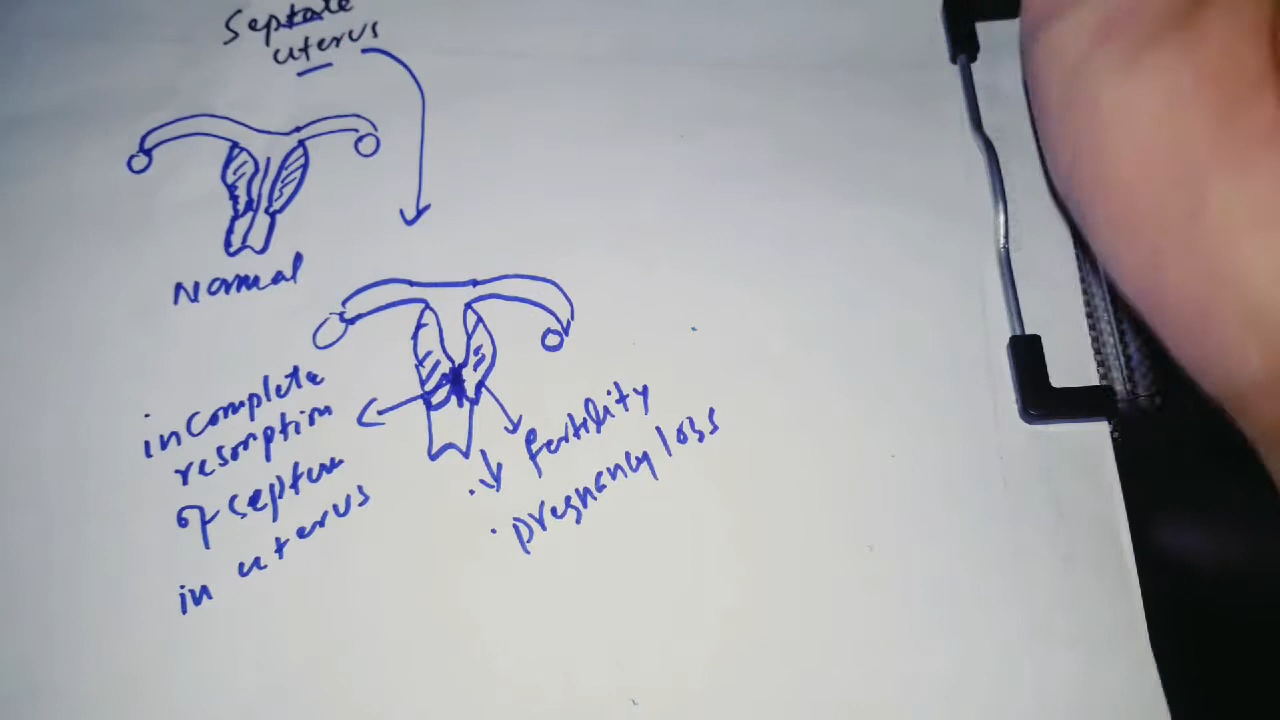 Septate
uterus
Normal
incomplete
resorption
of septum
in uterus
. ↓ fertility
. pregnancy loss